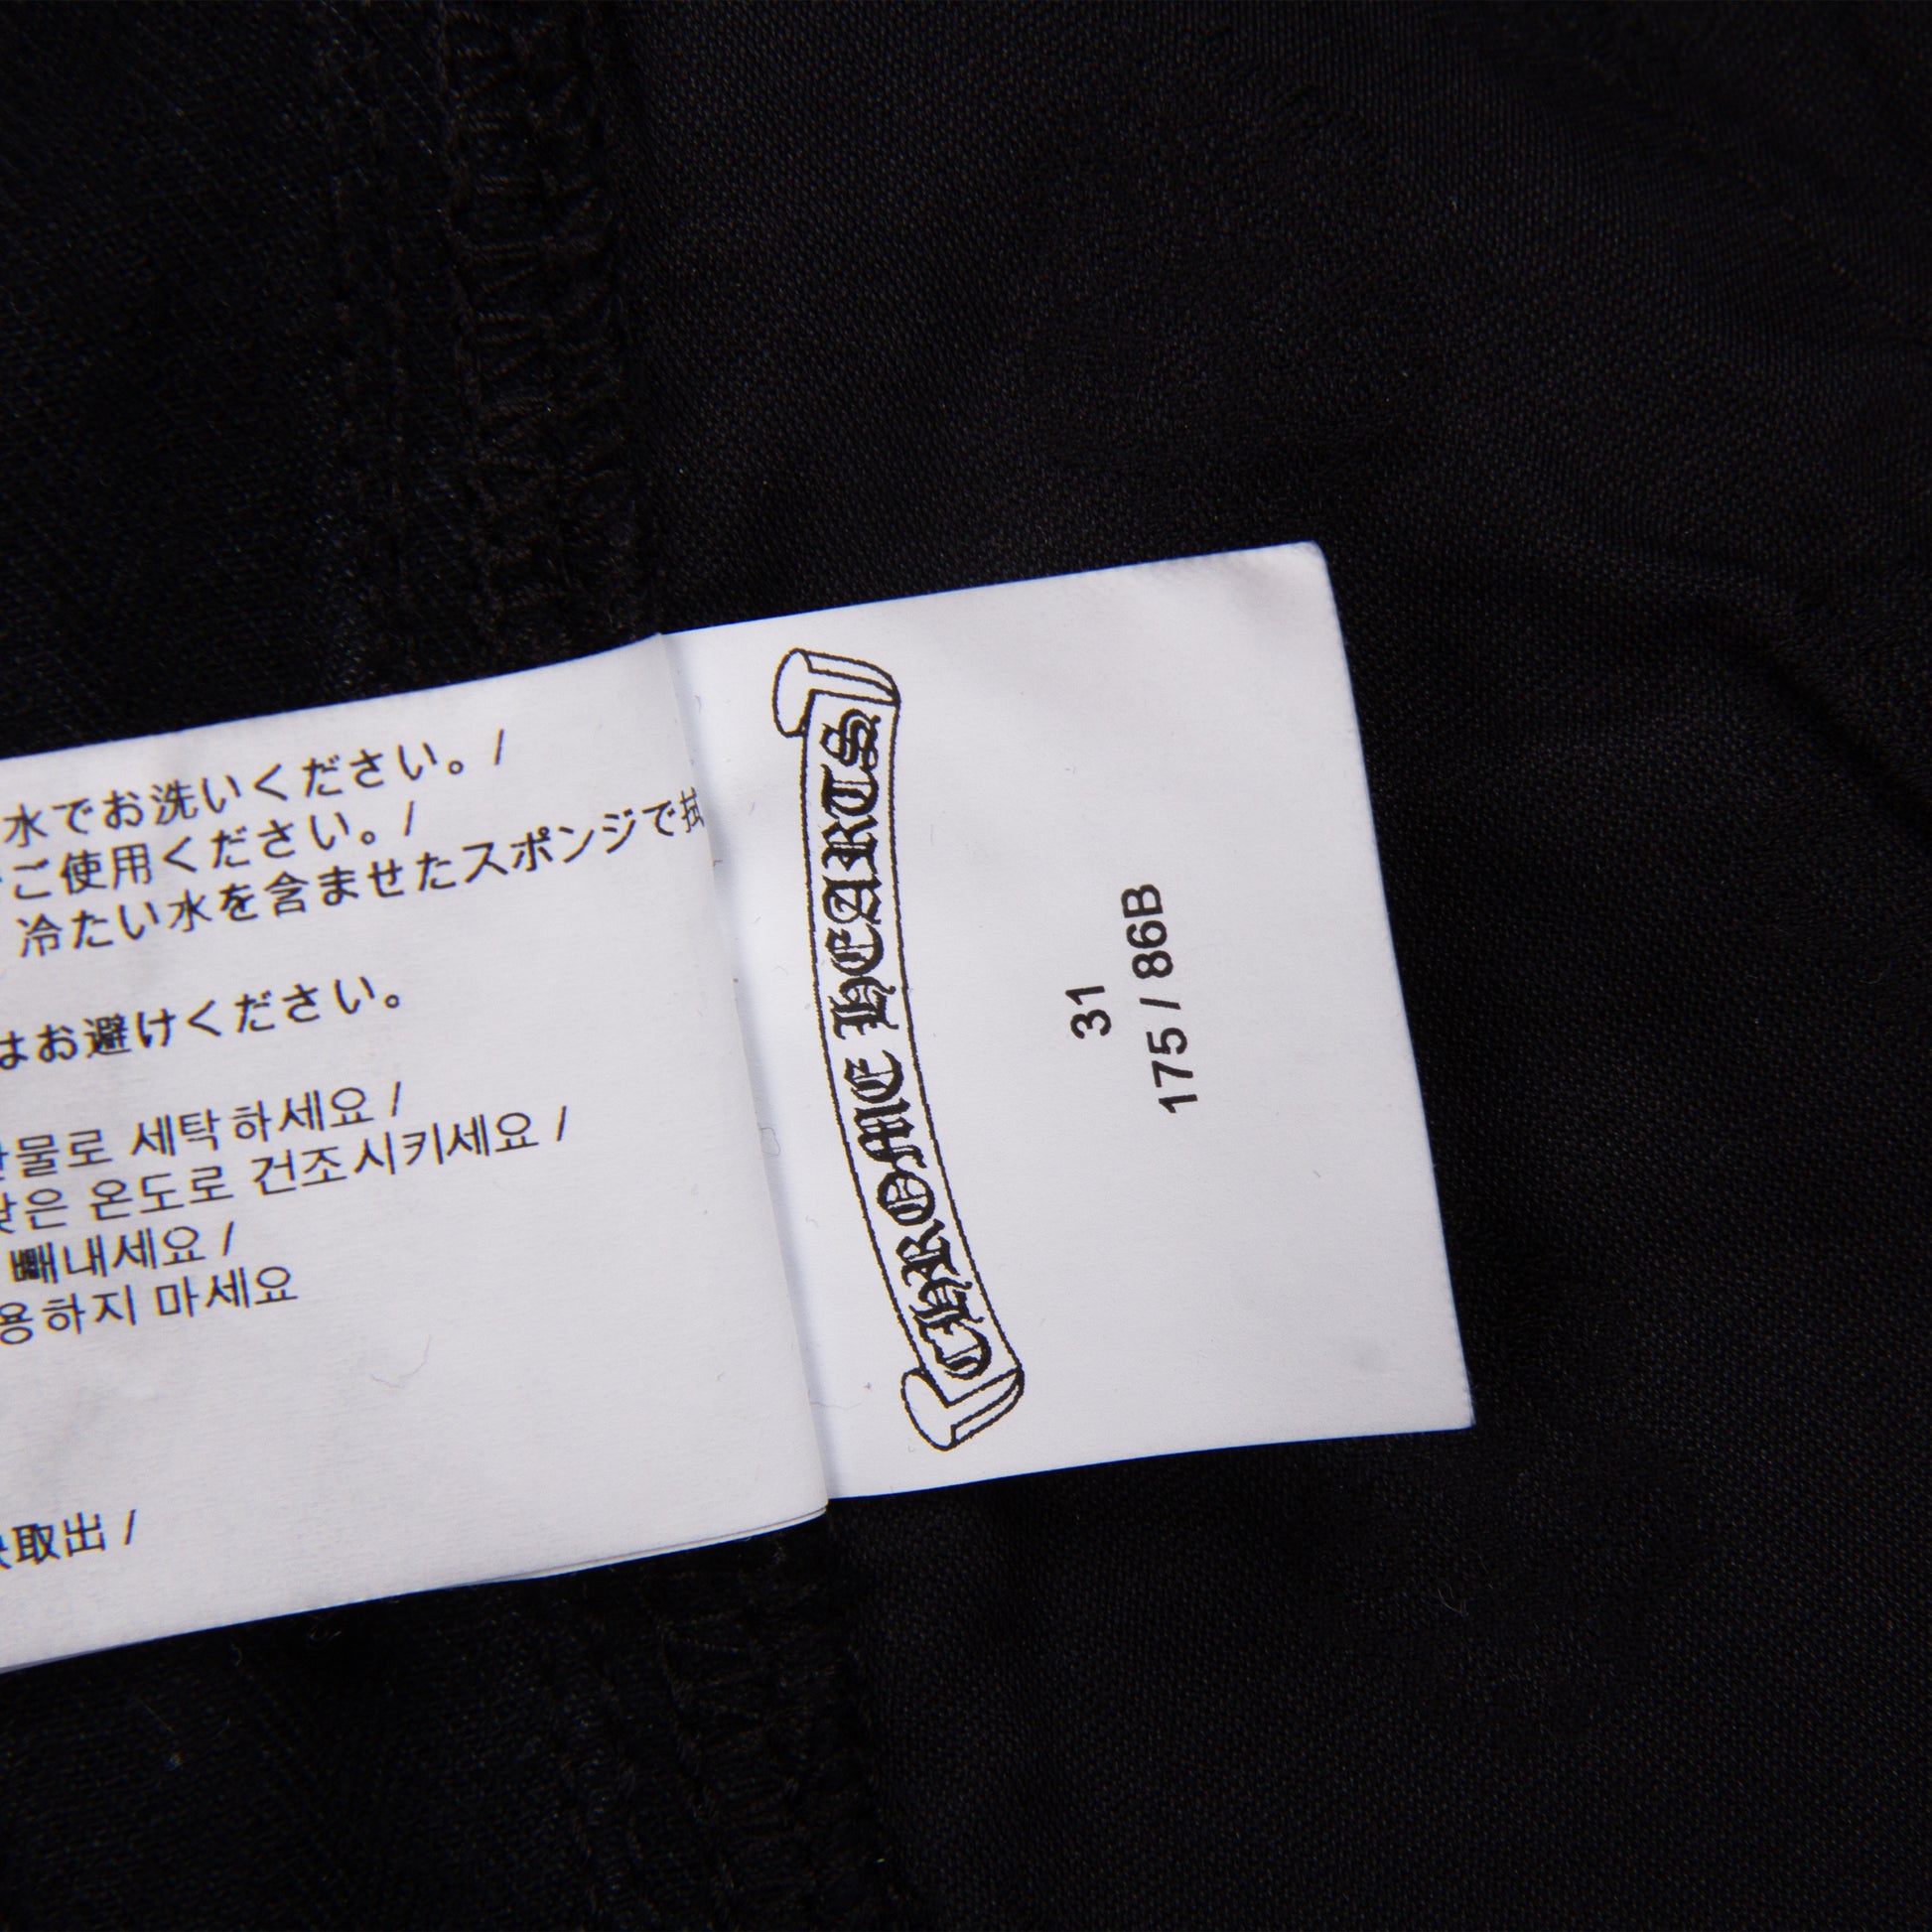 水でお洗いください。/
ご使用ください。/
冷たい水を含ませたスポンジで拭
はお避けください。
물로 세탁하세요 /
낮은 온도로 건조시키세요 /
빼내세요 /
용하지 마세요
取出 /
CHROME HEARTS
31
175 / 86B